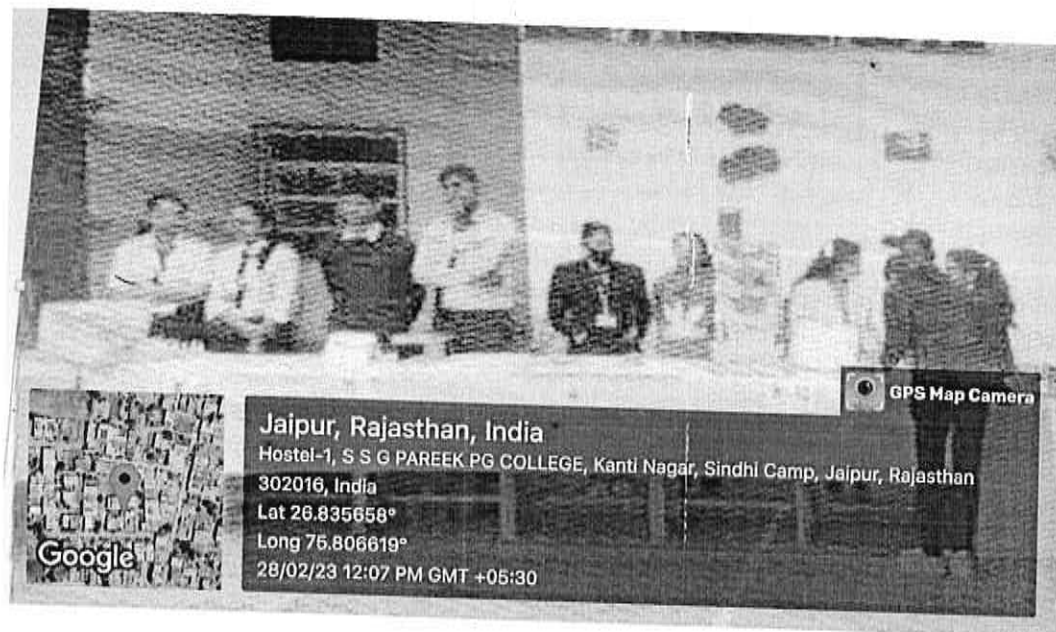 GPS Map Camera
Jaipur, Rajasthan, India
Hostel-1, S S G PAREEK PG COLLEGE, Kanti Nagar, Sindhi Camp, Jaipur, Rajasthan
302016, India
Lat 26.835658°
Long 75.806619°
28/02/23 12:07 PM GMT +05:30
Google